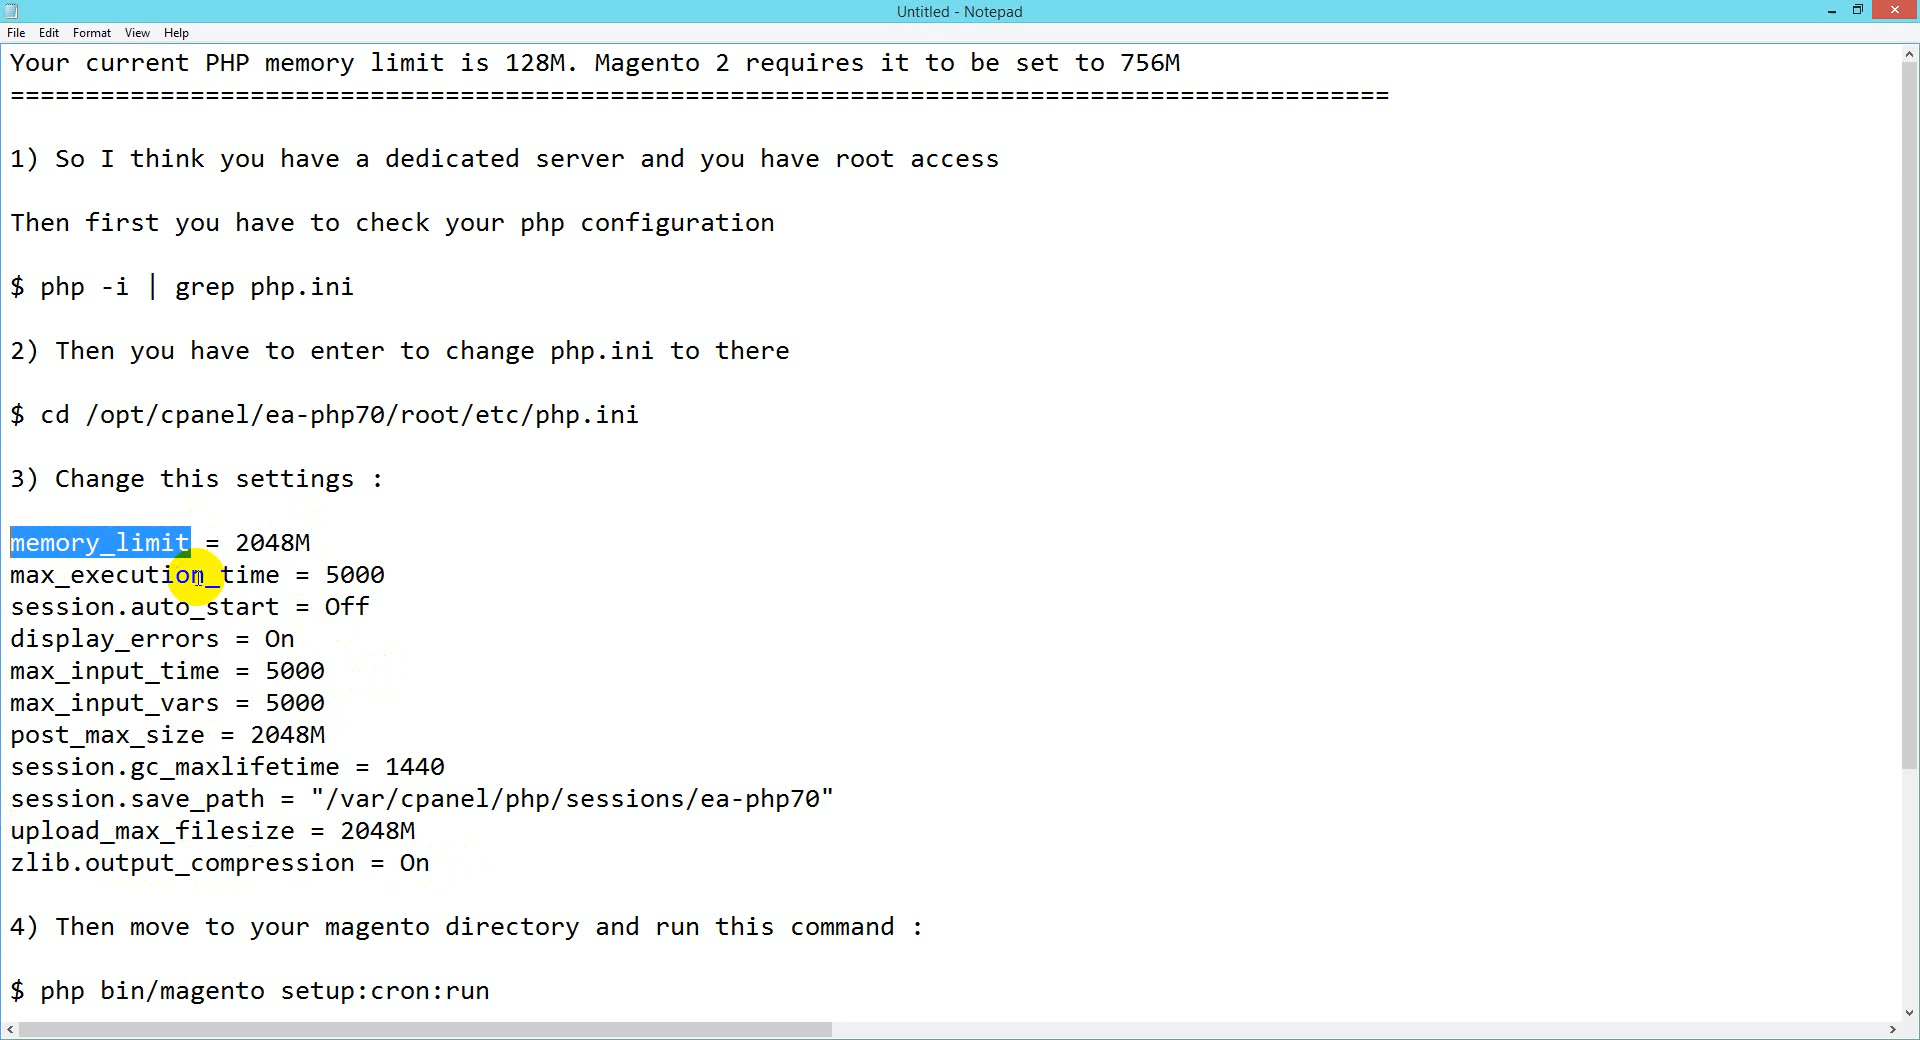 Untitled - Notepad
File Edit Format View Help
Your current PHP memory limit is 128M. Magento 2 requires it to be set to 756M
============================================================================================
1) So I think you have a dedicated server and you have root access
Then first you have to check your php configuration
$ php -i | grep php.ini
2) Then you have to enter to change php.ini to there
$ cd /opt/cpanel/ea-php70/root/etc/php.ini
3) Change this settings :
memory_limit = 2048M
max_execution_time = 5000
session.auto_start = Off
display_errors = On
max_input_time = 5000
max_input_vars = 5000
post_max_size = 2048M
session.gc_maxlifetime = 1440
session.save_path = "/var/cpanel/php/sessions/ea-php70"
upload_max_filesize = 2048M
zlib.output_compression = On
4) Then move to your magento directory and run this command :
$ php bin/magento setup:cron:run